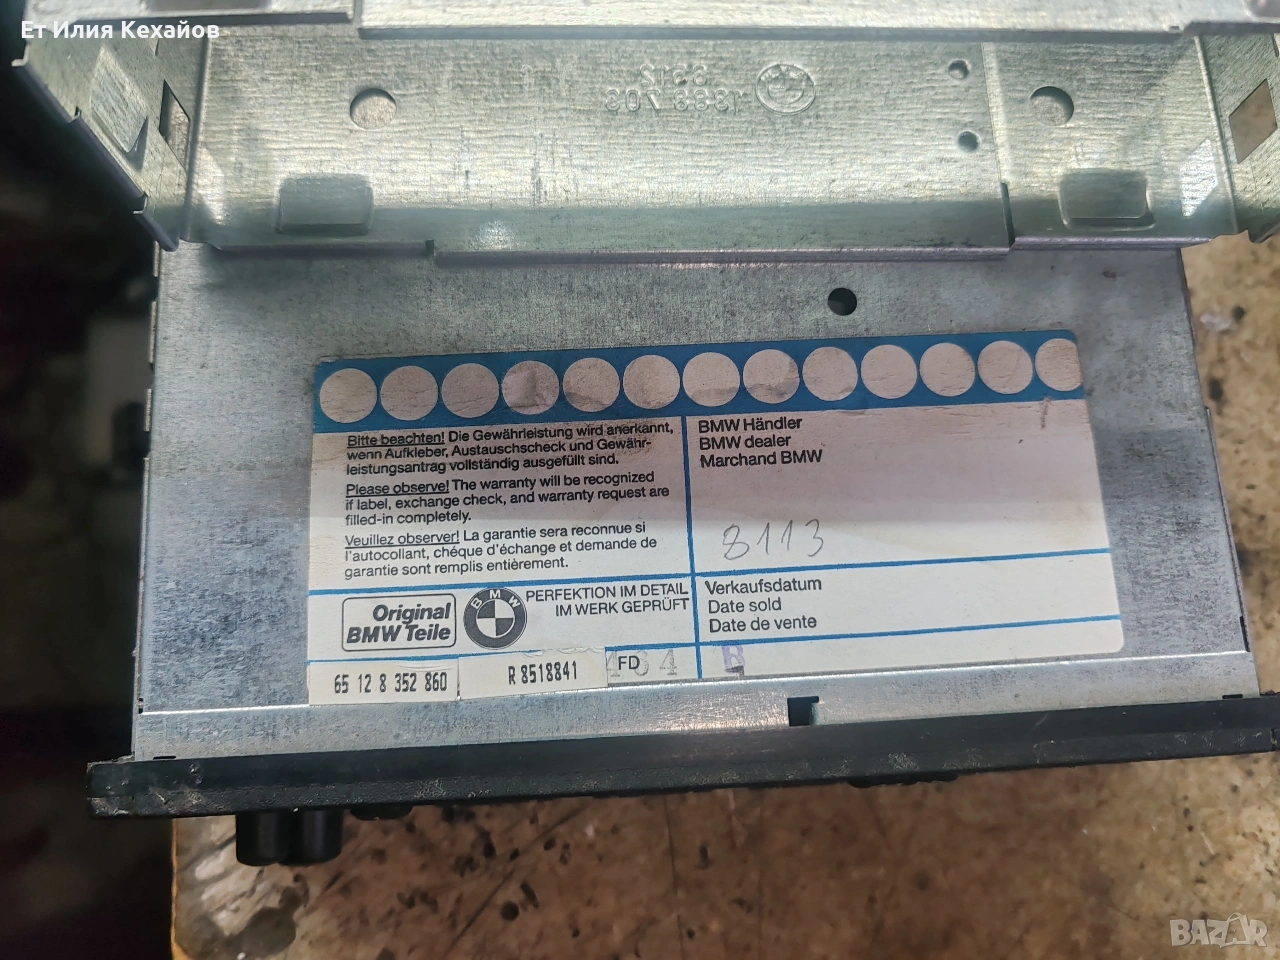 Ет Илия Кехайов
1388 703
Bitte beachten! Die Gewährleistung wird anerkannt,
wenn Aufkleber, Austauschscheck und Gewähr-
leistungsantrag vollständig ausgefüllt sind.
Please observe! The warranty will be recognized
if label, exchange check, and warranty request are
filled-in completely.
Veuillez observer! La garantie sera reconnue si
l'autocollant, chéque d'échange et demande de
garantie sont remplis entièrement.
BMW Händler
BMW dealer
Marchand BMW
8113
Original
BMW Teile
BMW
PERFEKTION IM DETAIL
IM WERK GEPRÜFT
Verkaufsdatum
Date sold
Date de vente
65 12 8 352 860
R 8518841
FD
B
BAZAR